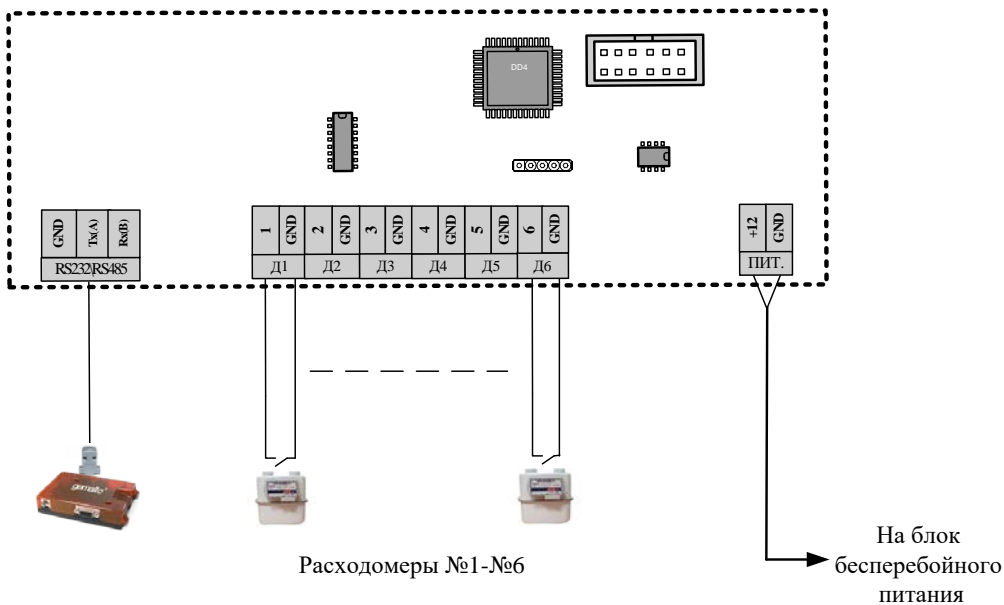 DD4
GND Tx(A) Rx(B)
RS232\RS485
1 GND 2 GND 3 GND 4 GND 5 GND 6 GND
Д1 Д2 Д3 Д4 Д5 Д6
+12 GND
ПИТ.
Расходомеры №1-№6
На блок
бесперебойного
питания